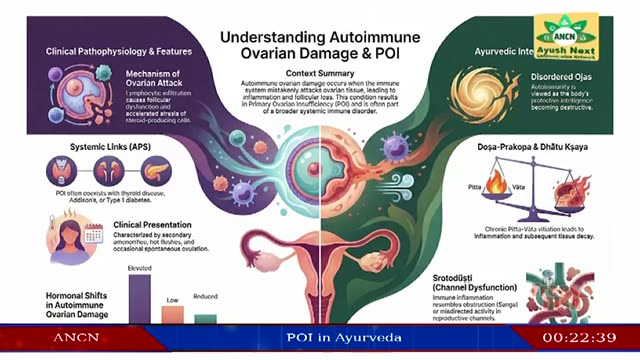 Understanding Autoimmune
Ovarian Damage & POI
Context Summary
Autoimmune ovarian damage occurs when the immune
system mistakenly attacks ovarian tissue, leading to
inflammation and follicular loss. This condition results
in Primary Ovarian Insufficiency (POI) and is often part
of a broader systemic immune disorder.
Clinical Pathophysiology & Features
Mechanism of
Ovarian Attack
Lymphocytic infiltration
causes follicular
dysfunction and
accelerated atresia of
steroid-producing cells.
Systemic Links (APS)
POI often coexists with thyroid disease,
Addison's, or Type 1 diabetes.
Clinical Presentation
Characterized by secondary
amenorrhea, hot flushes, and
occasional spontaneous ovulation.
Hormonal Shifts
in Autoimmune
Ovarian Damage
Elevated
Low
Reduced
Ayurvedic
ANCN
Ayush Next
Disordered Ojas
Autoimmunity is
viewed as the body's
protective intelligence
becoming destructive.
Doṣa-Prakopa & Dhātu Kṣaya
Pitta
Vāta
Chronic Pitta-Vāta vitiation leads to
inflammation and subsequent tissue decay.
Srotoduṣṭi
(Channel Dysfunction)
Immune inflammation
resembles obstruction (Sanga)
or misdirected activity in
reproductive channels.
ANCN
POI in Ayurveda
00:22:39